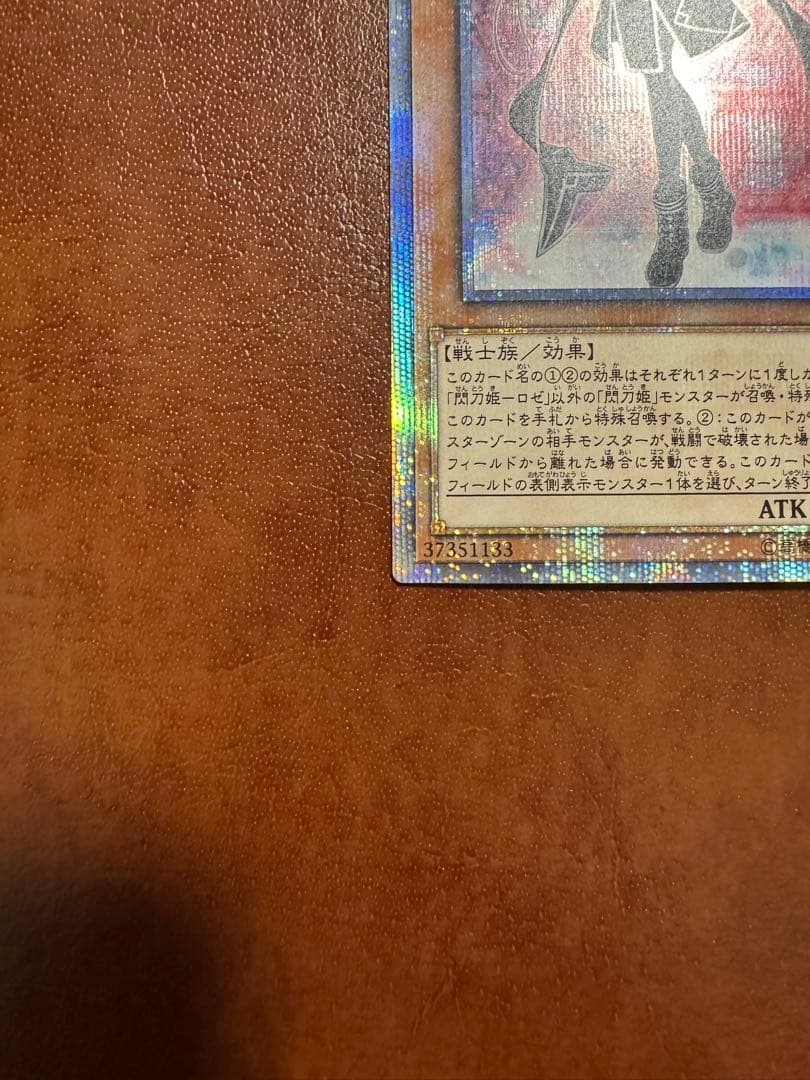 【戦士族／効果】
このカード名の①②の効果はそれぞれ1ターンに1度しか
「閃刀姫－ロゼ」以外の「閃刀姫」モンスターが召喚・特殊
このカードを手札から特殊召喚する。②：このカードが
スターゾーンの相手モンスターが、戦闘で破壊された場
フィールドから離れた場合に発動できる。このカード
フィールドの表側表示モンスター1体を選び、ターン終了
ATK
37351133 ©高橋